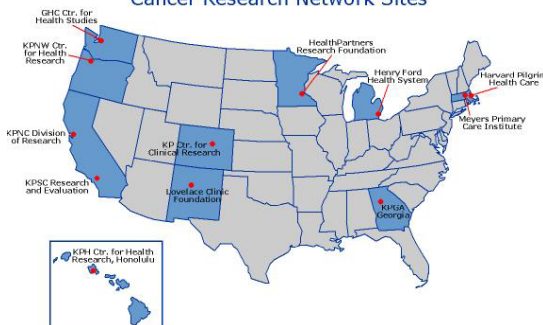 Cancer Research Network Sites
GHC Ctr. for
Health Studies
KPNW Ctr.
for Health
Research
HealthPartners
Research Foundation
Henry Ford
Health System
Harvard Pilgrim
Health Care
Meyers Primary
Care Institute
KPNC Division
of Research
KP Ctr. for
Clinical Research
KPSC Research
and Evaluation
Lovelace Clinic
Foundation
KPGA
Georgia
KPH Ctr. for Health
Research, Honolulu